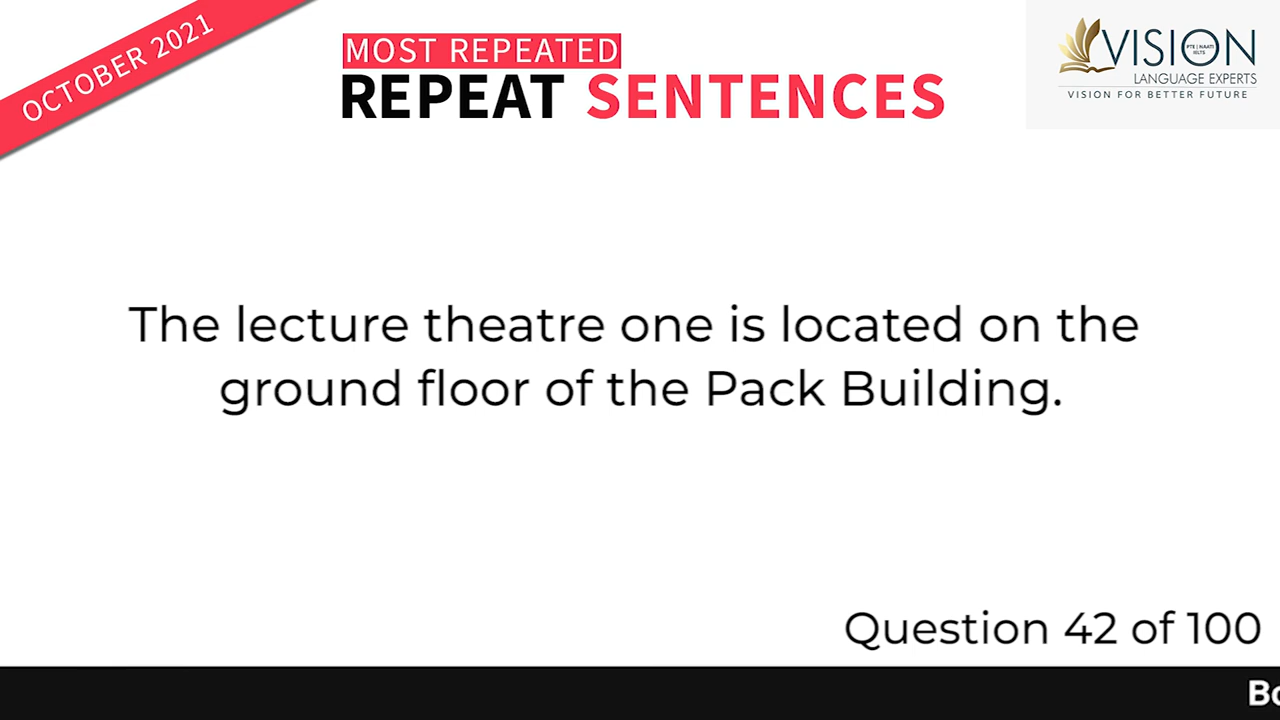 OCTOBER 2021
MOST REPEATED
REPEAT SENTENCES
VISION
PTE | NAATI
IELTS
LANGUAGE EXPERTS
VISION FOR BETTER FUTURE
The lecture theatre one is located on the
ground floor of the Pack Building.
Question 42 of 100